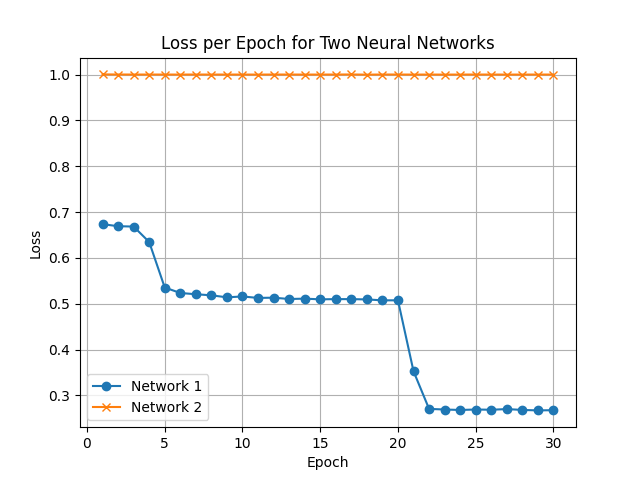 Loss per Epoch for Two Neural Networks
1.0
0.9
0.8
0.7
0.6
0.5
0.4
0.3
Loss
Network 1
Network 2
0 5 10 15 20 25 30
Epoch